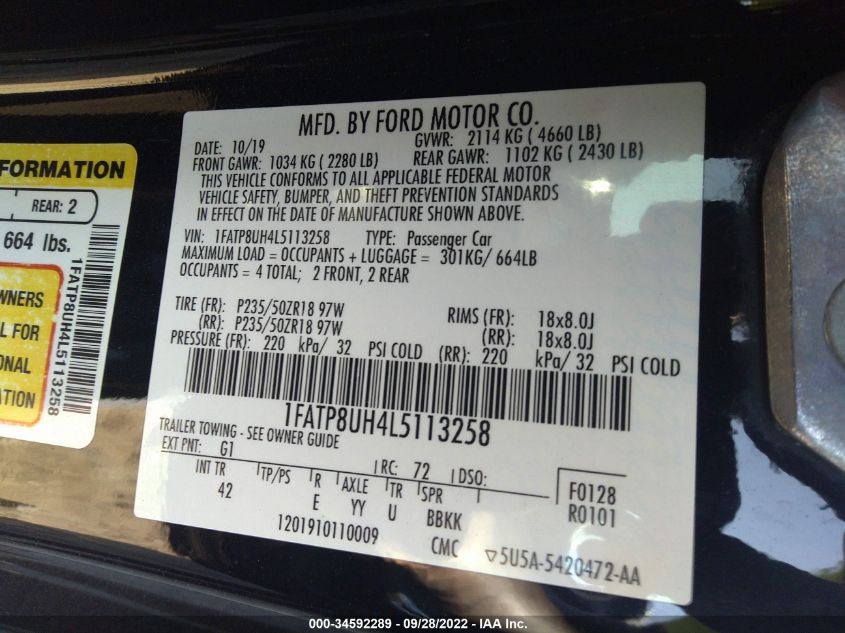 MFD. BY FORD MOTOR CO.
DATE: 10/19
GVWR: 2114 KG ( 4660 LB)
FRONT GAWR: 1034 KG ( 2280 LB)
REAR GAWR: 1102 KG ( 2430 LB)
THIS VEHICLE CONFORMS TO ALL APPLICABLE FEDERAL MOTOR
VEHICLE SAFETY, BUMPER, AND THEFT PREVENTION STANDARDS
IN EFFECT ON THE DATE OF MANUFACTURE SHOWN ABOVE.
VIN: 1FATP8UH4L5113258 TYPE: Passenger Car
MAXIMUM LOAD = OCCUPANTS + LUGGAGE = 301KG/ 664LB
OCCUPANTS = 4 TOTAL; 2 FRONT, 2 REAR
TIRE (FR): P235/50ZR18 97W RIMS (FR): 18x8.0J
(RR): P235/50ZR18 97W (RR): 18x8.0J
PRESSURE (FR): 220 kPa/ 32 PSI COLD (RR): 220 kPa/ 32 PSI COLD
1FATP8UH4L5113258
TRAILER TOWING - SEE OWNER GUIDE
EXT PNT: G1 RC: 72 DSO:
INT TR TP/PS R AXLE TR SPR
42 E YY U BBKK
F0128
R0101
1201910110009 CMC ▽5U5A-5420472-AA
FORMATION
REAR: 2
664 lbs.
1FATP8UH4L5113258
WNERS
L FOR
ONAL
ATION
000-34592289 - 09/28/2022 - IAA Inc.